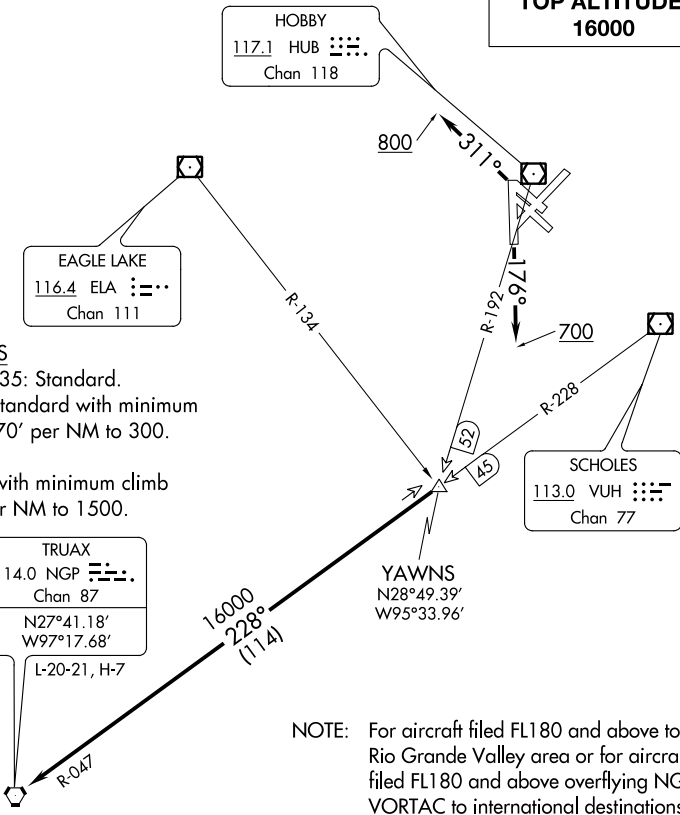 TOP ALTITUDE
16000
HOBBY
117.1 HUB
Chan 118
800
311°
EAGLE LAKE
116.4 ELA
Chan 111
R-134
R-192
176°
700
R-228
35: Standard.
tandard with minimum
70' per NM to 300.
with minimum climb
r NM to 1500.
52
45
SCHOLES
113.0 VUH
Chan 77
TRUAX
14.0 NGP
Chan 87
N27°41.18'
W97°17.68'
L-20-21, H-7
YAWNS
N28°49.39'
W95°33.96'
16000
228°
(114)
R-047
NOTE: For aircraft filed FL180 and above to
Rio Grande Valley area or for aircra
filed FL180 and above overflying NG
VORTAC to international destinations